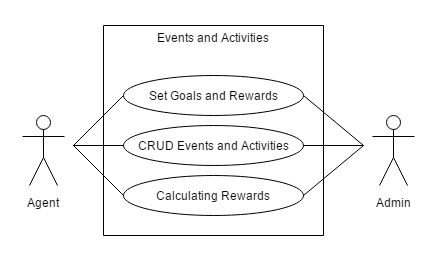 Events and Activities
Set Goals and Rewards
CRUD Events and Activities
Calculating Rewards
Agent
Admin